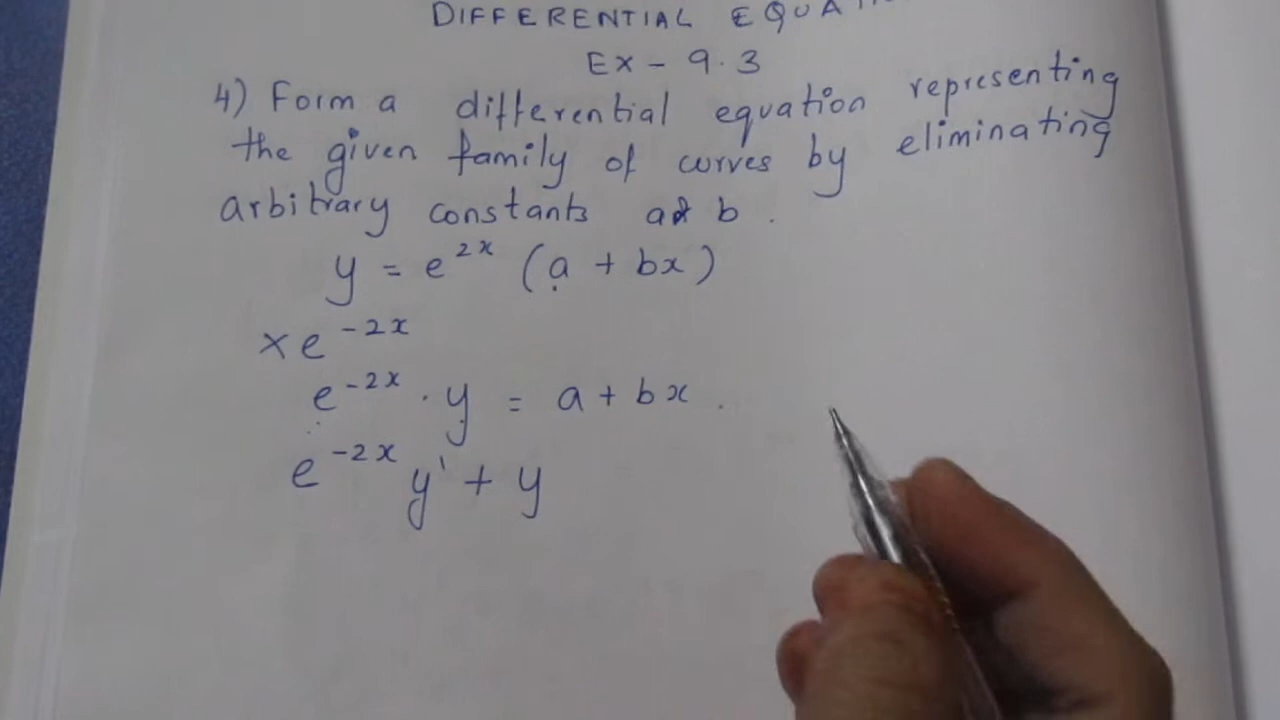 DIFFERENTIAL EQUA
EX - 9.3
4) Form a differential equation representing
the given family of curves by eliminating
arbitrary constants a & b.
y = e^{2x} (a + bx)
× e^{-2x}
e^{-2x} . y = a + bx.
e^{-2x} y' + y